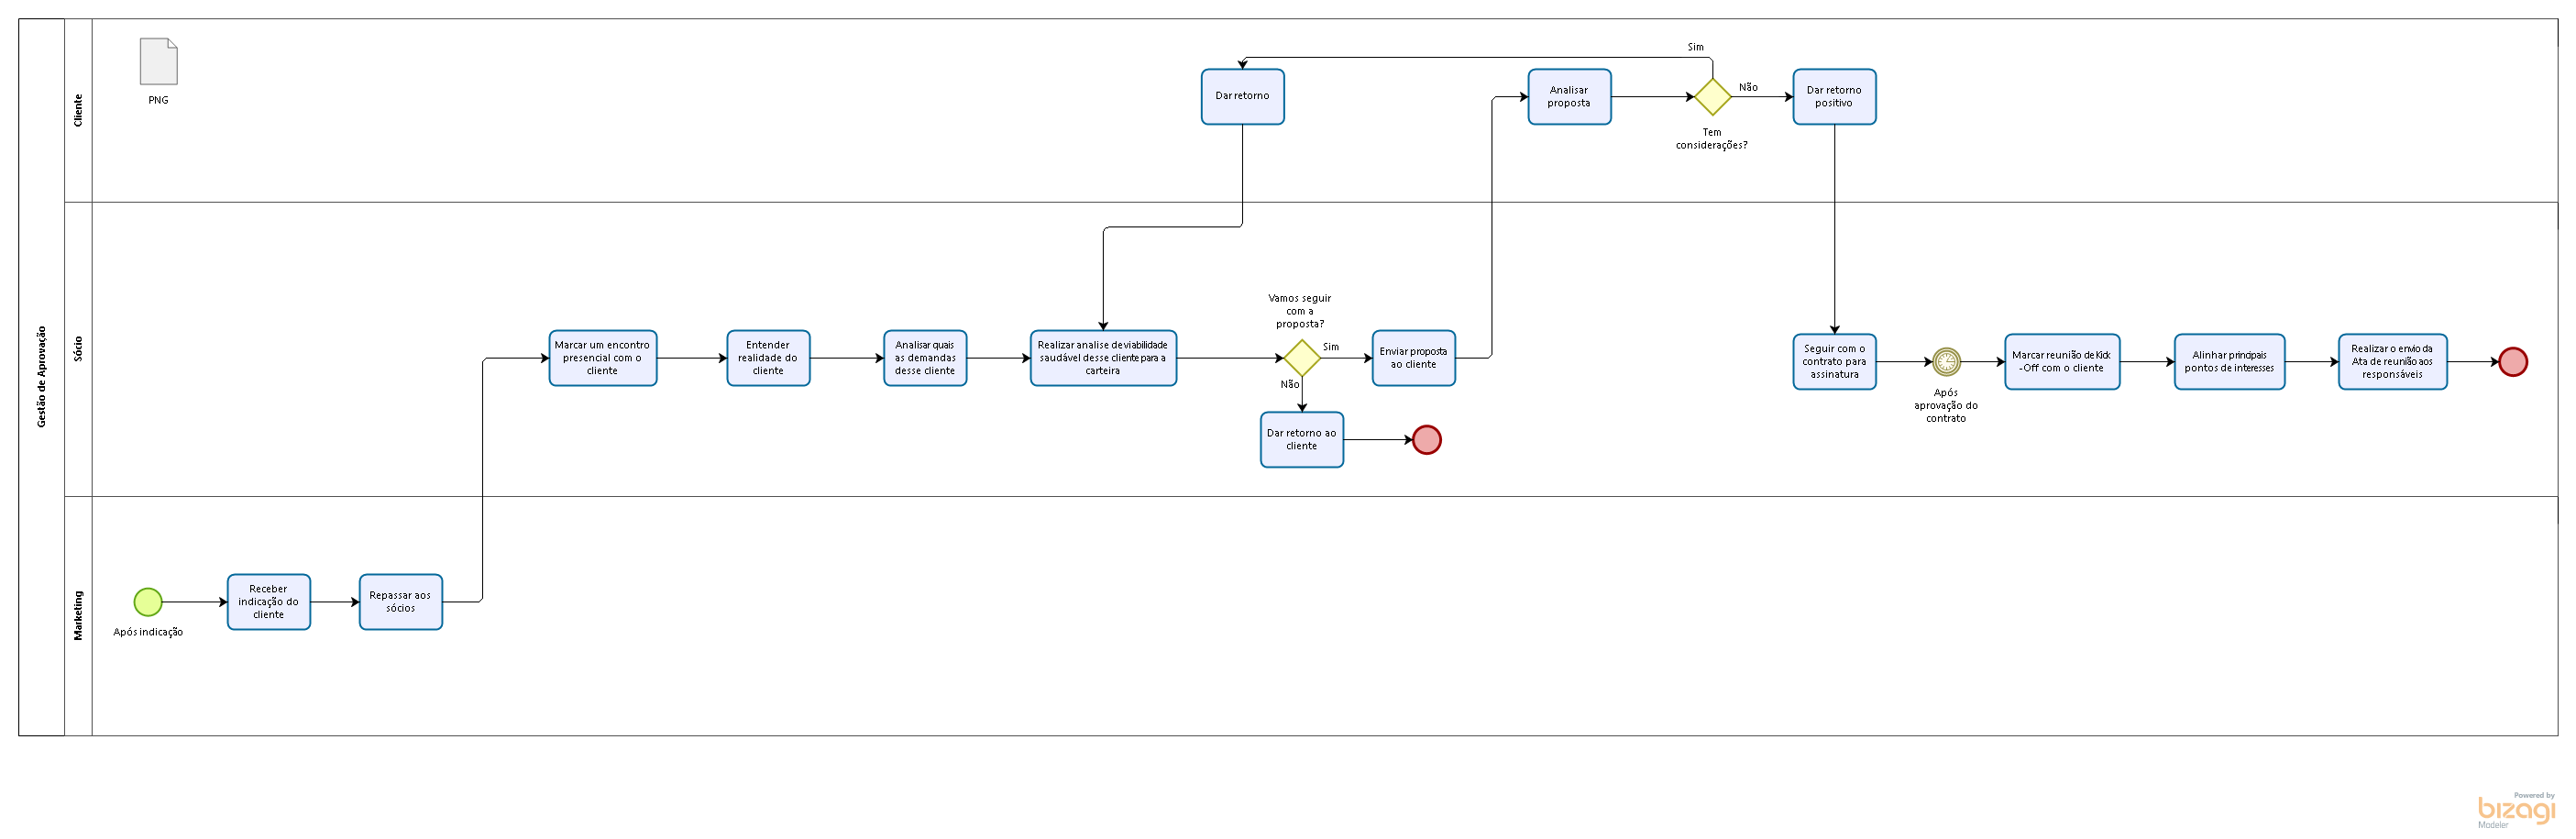 Gestão de Aprovação
Cliente
PNG
Dar retorno
Analisar
proposta
Sim
Tem
considerações?
Não
Dar retorno
positivo
Sócio
Marcar um encontro
presencial com o
cliente
Entender
realidade do
cliente
Analisar quais
as demandas
desse cliente
Realizar analise de viabilidade
saudável desse cliente para a
carteira
Vamos seguir
com a
proposta?
Sim
Não
Enviar proposta
ao cliente
Dar retorno ao
cliente
Seguir com o
contrato para
assinatura
Após
aprovação do
contrato
Marcar reunião de Kick
-Off com o cliente
Alinhar principais
pontos de interesses
Realizar o envio da
Ata de reunião aos
responsáveis
Marketing
Após indicação
Receber
indicação do
cliente
Repassar aos
sócios
Powered by
bizagi
Modeler